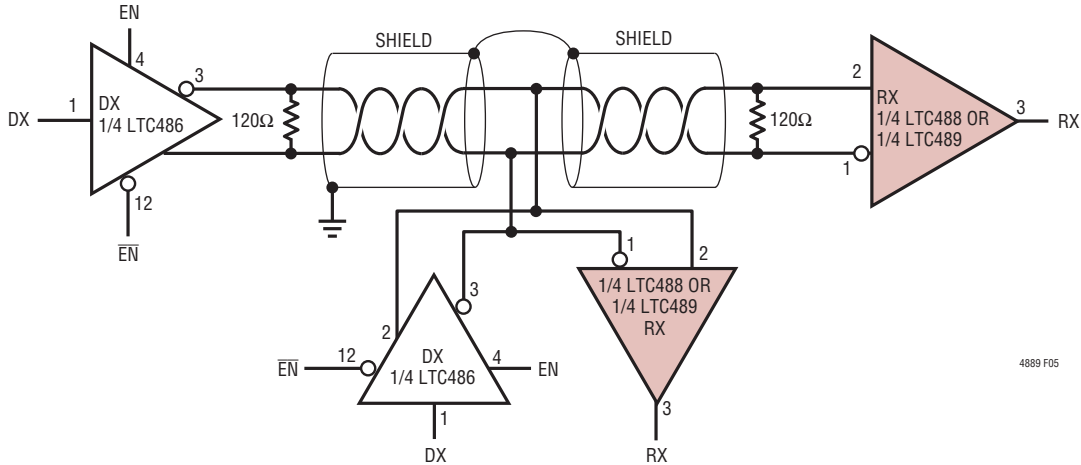 EN
4
3
DX
1
DX
1/4 LTC486
12
EN
120Ω
SHIELD
SHIELD
120Ω
2
RX
1/4 LTC488 OR
1/4 LTC489
3
RX
1
1
2
1/4 LTC488 OR
1/4 LTC489
RX
3
RX
3
2
EN
12
DX
1/4 LTC486
4
EN
1
DX
4889 F05